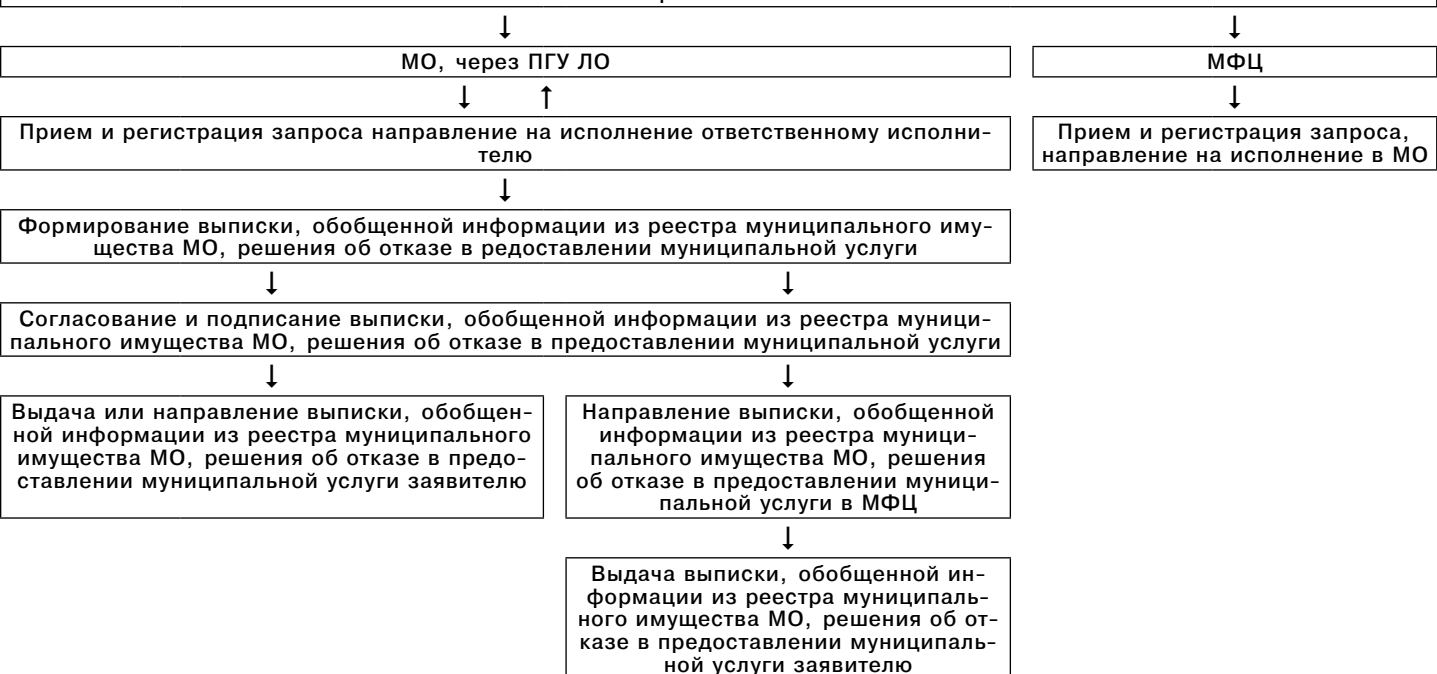 МО, через ПГУ ЛО
МФЦ
Прием и регистрация запроса направление на исполнение ответственному исполни-
телю
Прием и регистрация запроса,
направление на исполнение в МО
Формирование выписки, обобщенной информации из реестра муниципального иму-
щества МО, решения об отказе в редоставлении муниципальной услуги
Согласование и подписание выписки, обобщенной информации из реестра муници-
пального имущества МО, решения об отказе в предоставлении муниципальной услуги
Выдача или направление выписки, обобщен-
ной информации из реестра муниципального
имущества МО, решения об отказе в предо-
ставлении муниципальной услуги заявителю
Направление выписки, обобщенной
информации из реестра муници-
пального имущества МО, решения
об отказе в предоставлении муници-
пальной услуги в МФЦ
Выдача выписки, обобщенной ин-
формации из реестра муниципаль-
ного имущества МО, решения об от-
казе в предоставлении муниципаль-
ной услуги заявителю